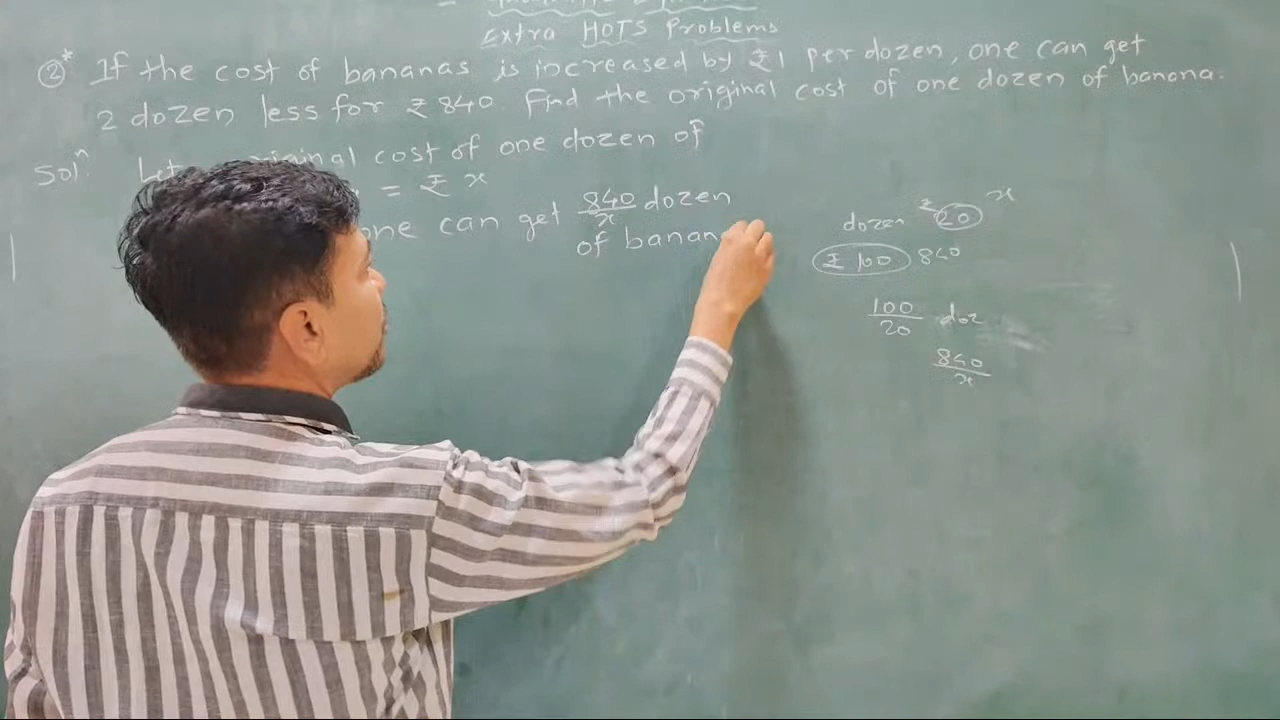 Extra HOTS Problems
②* If the cost of bananas is increased by ₹1 per dozen, one can get
2 dozen less for ₹840. Find the original cost of one dozen of banana.
Solⁿ. Let original cost of one dozen of
= ₹ x
one can get 840/x dozen
of banan
dozen ₹ 20 x
₹ 100 840
100/20 doz
840/x